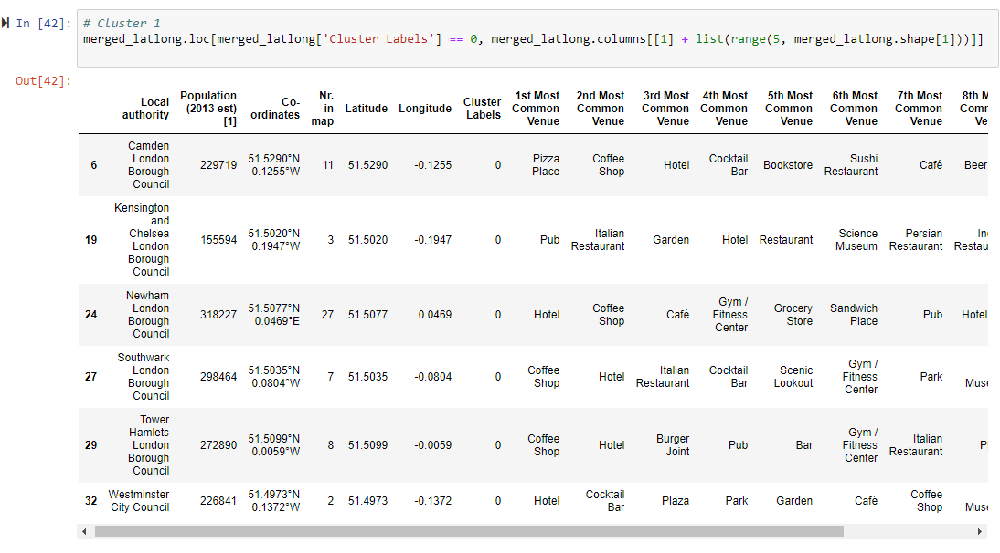 In [42]:
# Cluster 1
merged_latlong.loc[merged_latlong['Cluster Labels'] == 0, merged_latlong.columns[[1] + list(range(5, merged_latlong.shape[1]))]]
Out[42]:
Local authority Population (2013 est) [1] Co-ordinates Nr. in map Latitude Longitude Cluster Labels 1st Most Common Venue 2nd Most Common Venue 3rd Most Common Venue 4th Most Common Venue 5th Most Common Venue 6th Most Common Venue 7th Most Common Venue 8th
6 Camden London Borough Council 229719 51.5290°N 0.1255°W 11 51.5290 -0.1255 0 Pizza Place Coffee Shop Hotel Cocktail Bar Bookstore Sushi Restaurant Café Beer
19 Kensington and Chelsea London Borough Council 155594 51.5020°N 0.1947°W 3 51.5020 -0.1947 0 Pub Italian Restaurant Garden Hotel Restaurant Science Museum Persian Restaurant
24 Newham London Borough Council 318227 51.5077°N 0.0469°E 27 51.5077 0.0469 0 Hotel Coffee Shop Café Gym / Fitness Center Grocery Store Sandwich Place Pub Hotel
27 Southwark London Borough Council 298464 51.5035°N 0.0804°W 7 51.5035 -0.0804 0 Coffee Shop Hotel Italian Restaurant Cocktail Bar Scenic Lookout Gym / Fitness Center Park
29 Tower Hamlets London Borough Council 272890 51.5099°N 0.0059°W 8 51.5099 -0.0059 0 Coffee Shop Hotel Burger Joint Pub Bar Gym / Fitness Center Italian Restaurant
32 Westminster City Council 226841 51.4973°N 0.1372°W 2 51.4973 -0.1372 0 Hotel Cocktail Bar Plaza Park Garden Café Coffee Shop